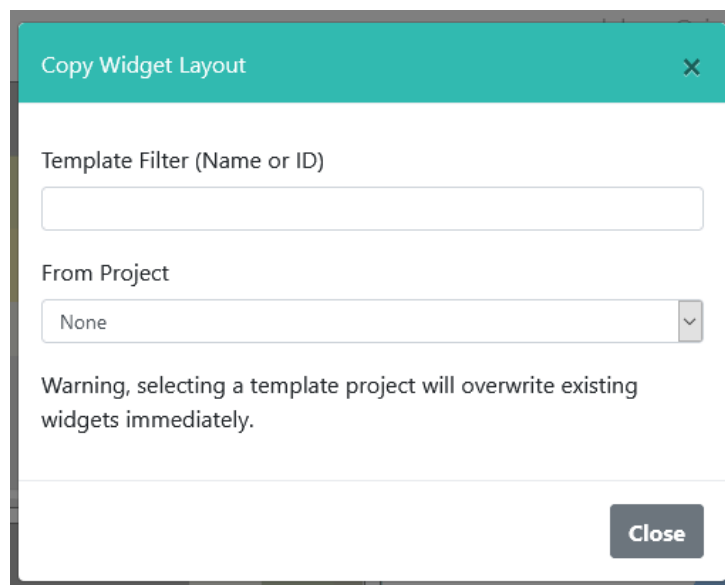 Copy Widget Layout
Template Filter (Name or ID)
From Project
None
Warning, selecting a template project will overwrite existing
widgets immediately.
Close